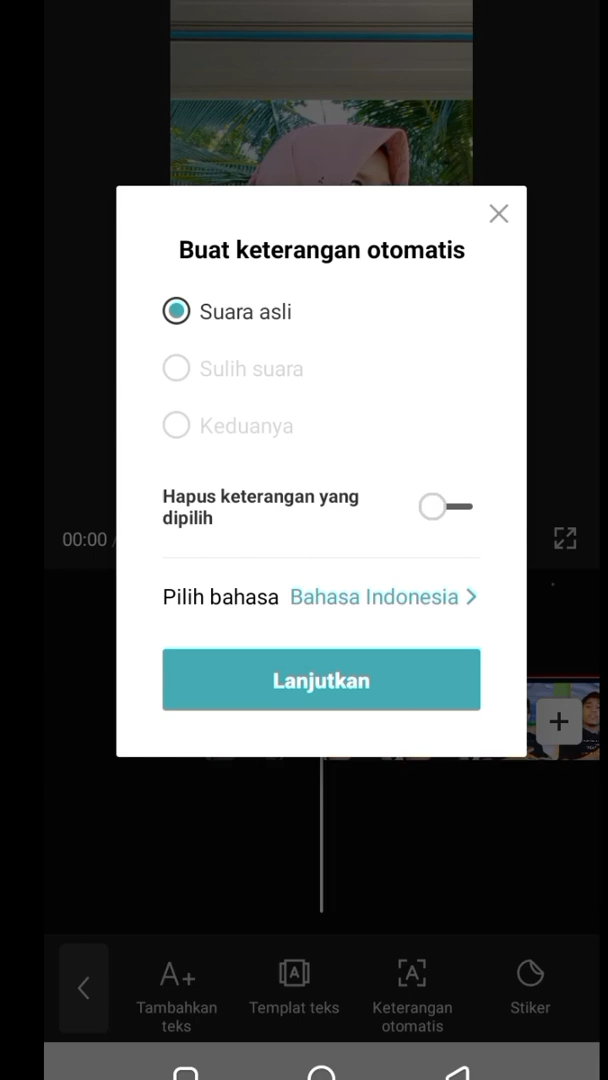 Buat keterangan otomatis
Suara asli
Sulih suara
Keduanya
Hapus keterangan yang
dipilih
00:00 /
Pilih bahasa Bahasa Indonesia
Lanjutkan
Tambahkan
teks
Templat teks
Keterangan
otomatis
Stiker